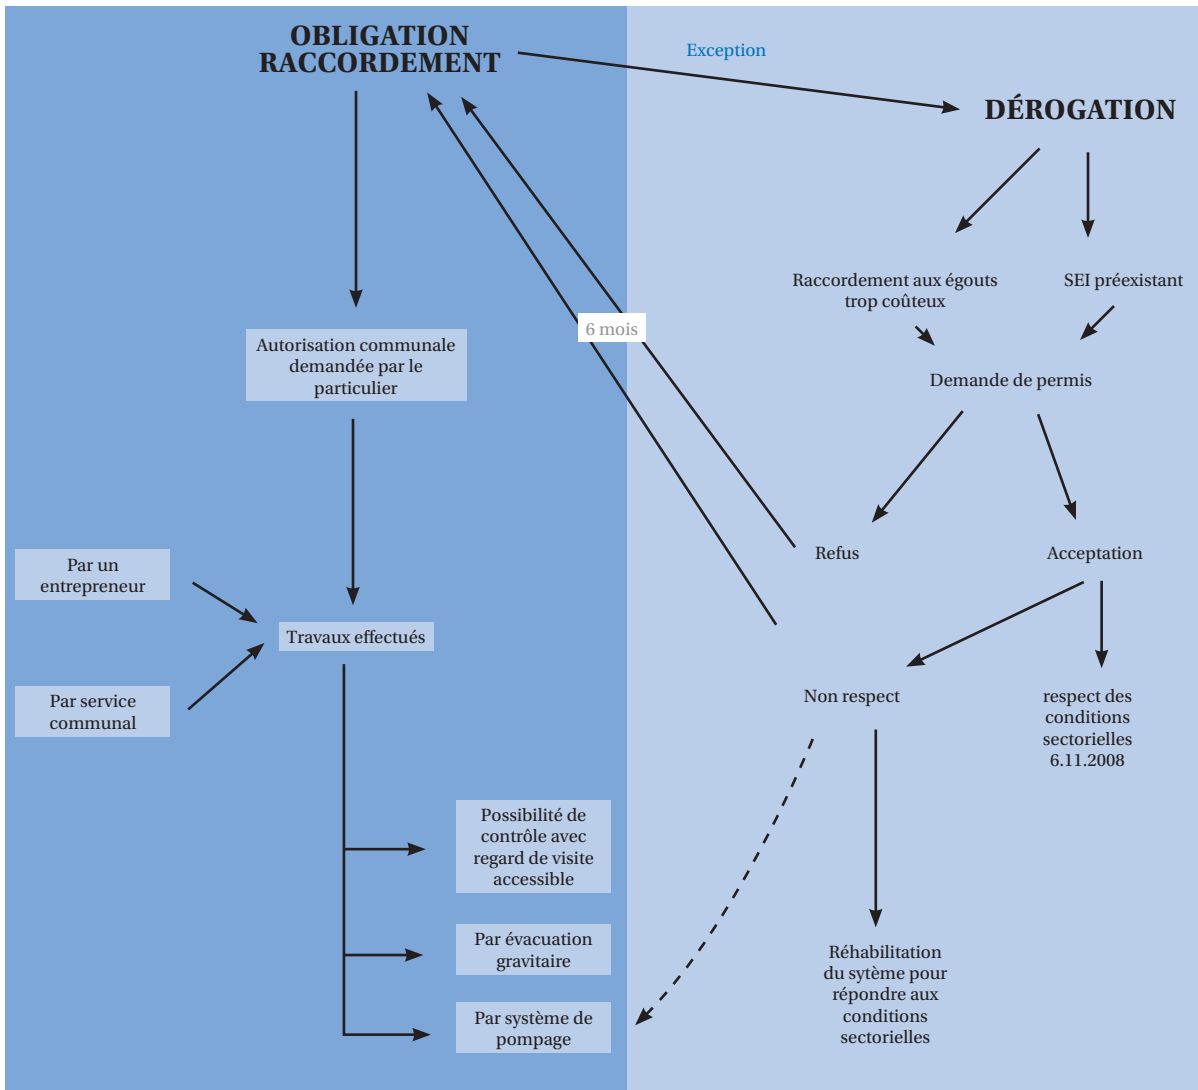 OBLIGATION
RACCORDEMENT
Exception
DÉROGATION
Raccordement aux égouts
trop coûteux
SEI préexistant
6 mois
Autorisation communale
demandée par le
particulier
Demande de permis
Refus
Acceptation
Par un
entrepreneur
Travaux effectués
Par service
communal
Non respect
respect des
conditions
sectorielles
6.11.2008
Possibilité de
contrôle avec
regard de visite
accessible
Par évacuation
gravitaire
Par système de
pompage
Réhabilitation
du sytème pour
répondre aux
conditions
sectorielles